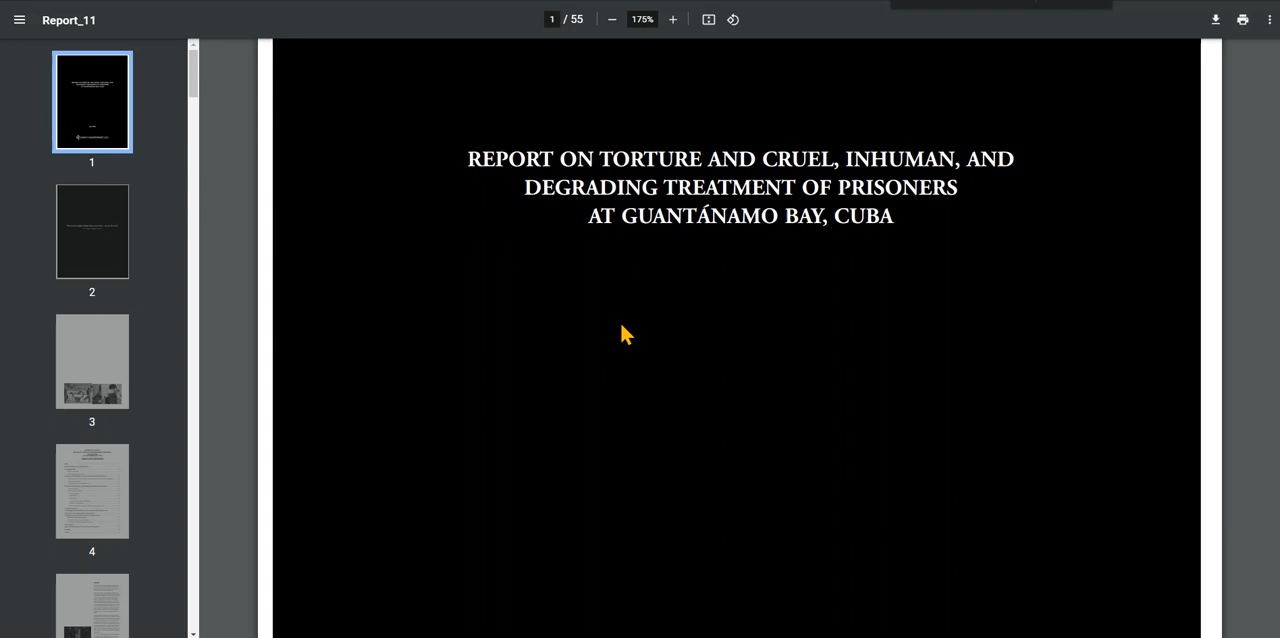 Report_11
1 / 55
175%
REPORT ON TORTURE AND CRUEL, INHUMAN, AND
DEGRADING TREATMENT OF PRISONERS
AT GUANTÁNAMO BAY, CUBA
1
2
3
4